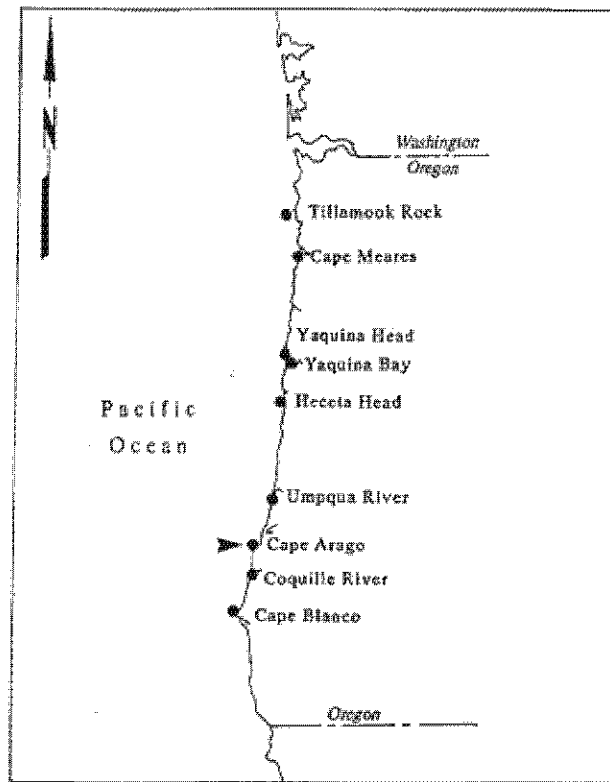 N
Washington
Oregon
Tillamook Rock
Cape Meares
Yaquina Head
Yaquina Bay
Heceta Head
Pacific
Ocean
Umpqua River
Cape Arago
Coquille River
Cape Blanco
Oregon